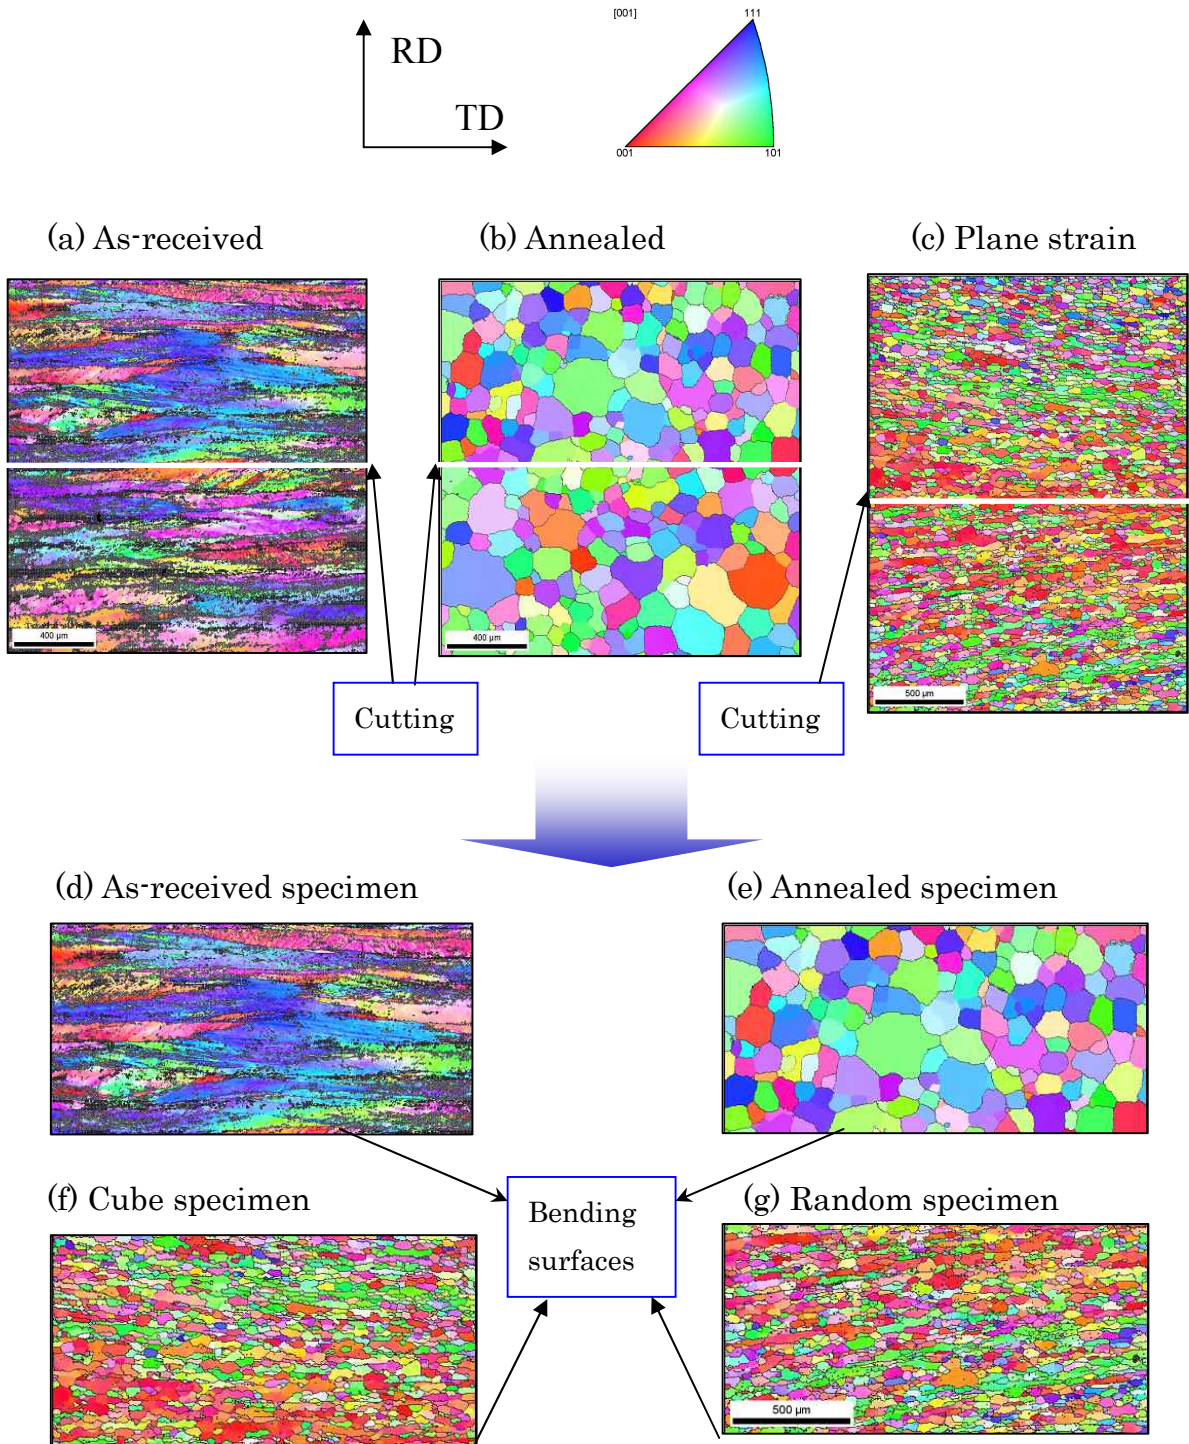 [001]
111
RD
TD
001
101
(a) As-received
(b) Annealed
(c) Plane strain
400 µm
400 µm
500 µm
Cutting
Cutting
(d) As-received specimen
(e) Annealed specimen
(f) Cube specimen
(g) Random specimen
Bending
surfaces
500 µm